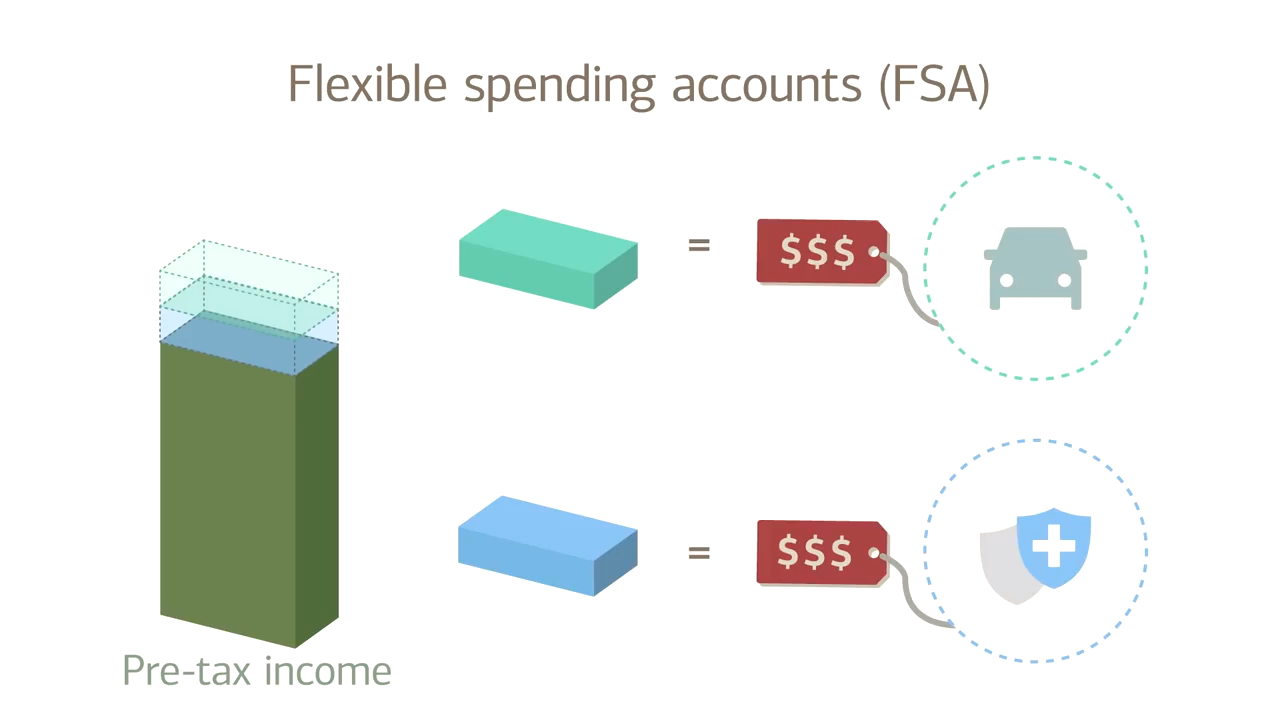 Flexible spending accounts (FSA)
= $$$
= $$$
Pre-tax income